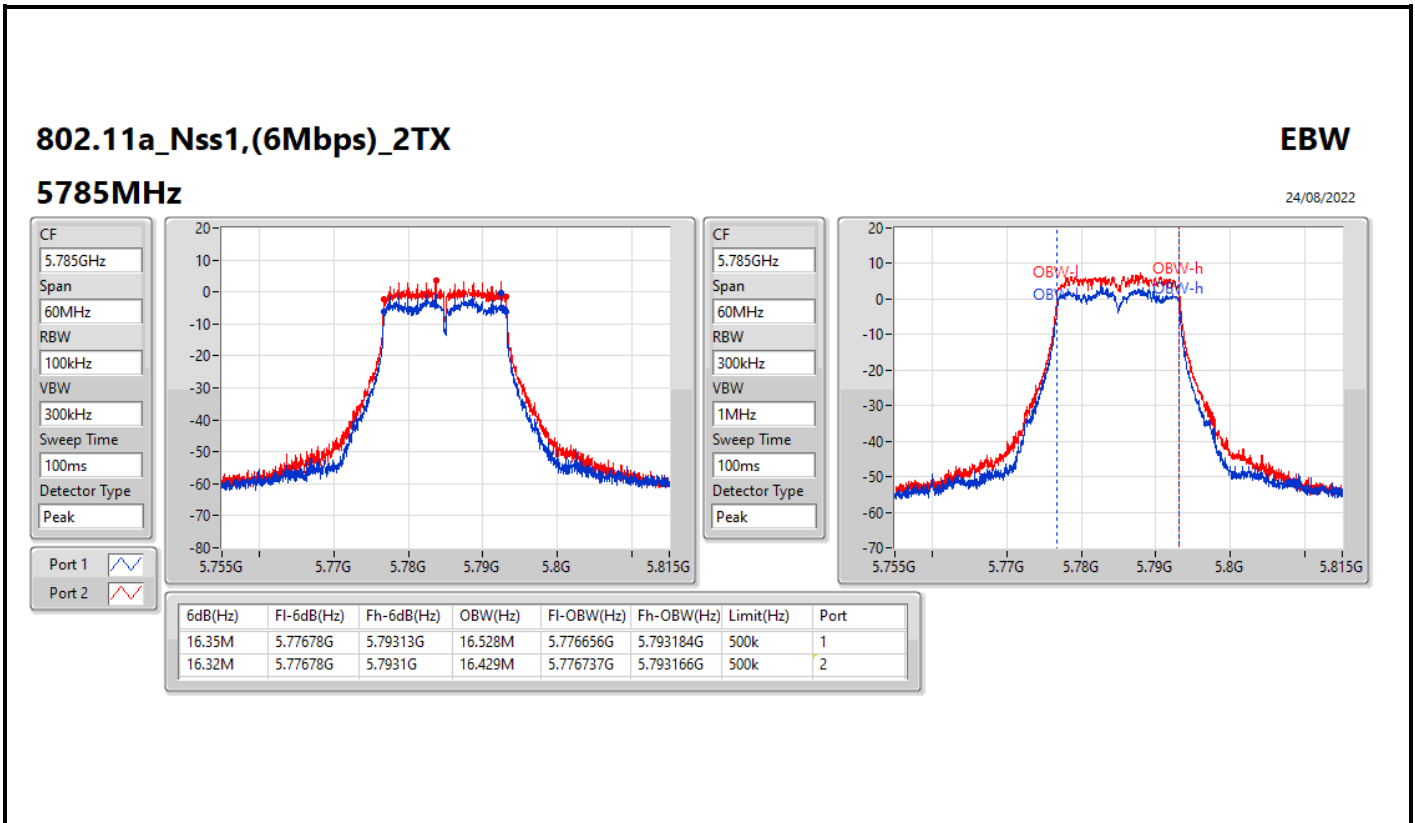 802.11a_Nss1,(6Mbps)_2TX EBW
5785MHz 24/08/2022
CF
5.785GHz
Span
60MHz
RBW
100kHz
VBW
300kHz
Sweep Time
100ms
Detector Type
Peak
Port 1
Port 2
20
10
0
-10
-20
-30
-40
-50
-60
-70
-80
5.755G 5.77G 5.78G 5.79G 5.8G 5.815G
CF
5.785GHz
Span
60MHz
RBW
300kHz
VBW
1MHz
Sweep Time
100ms
Detector Type
Peak
20
10
0
-10
-20
-30
-40
-50
-60
-70
OBW-l OBW-h
OBW-h
5.755G 5.77G 5.78G 5.79G 5.8G 5.815G
6dB(Hz) Fl-6dB(Hz) Fh-6dB(Hz) OBW(Hz) Fl-OBW(Hz) Fh-OBW(Hz) Limit(Hz) Port
16.35M 5.77678G 5.79313G 16.528M 5.776656G 5.793184G 500k 1
16.32M 5.77678G 5.7931G 16.429M 5.776737G 5.793166G 500k 2